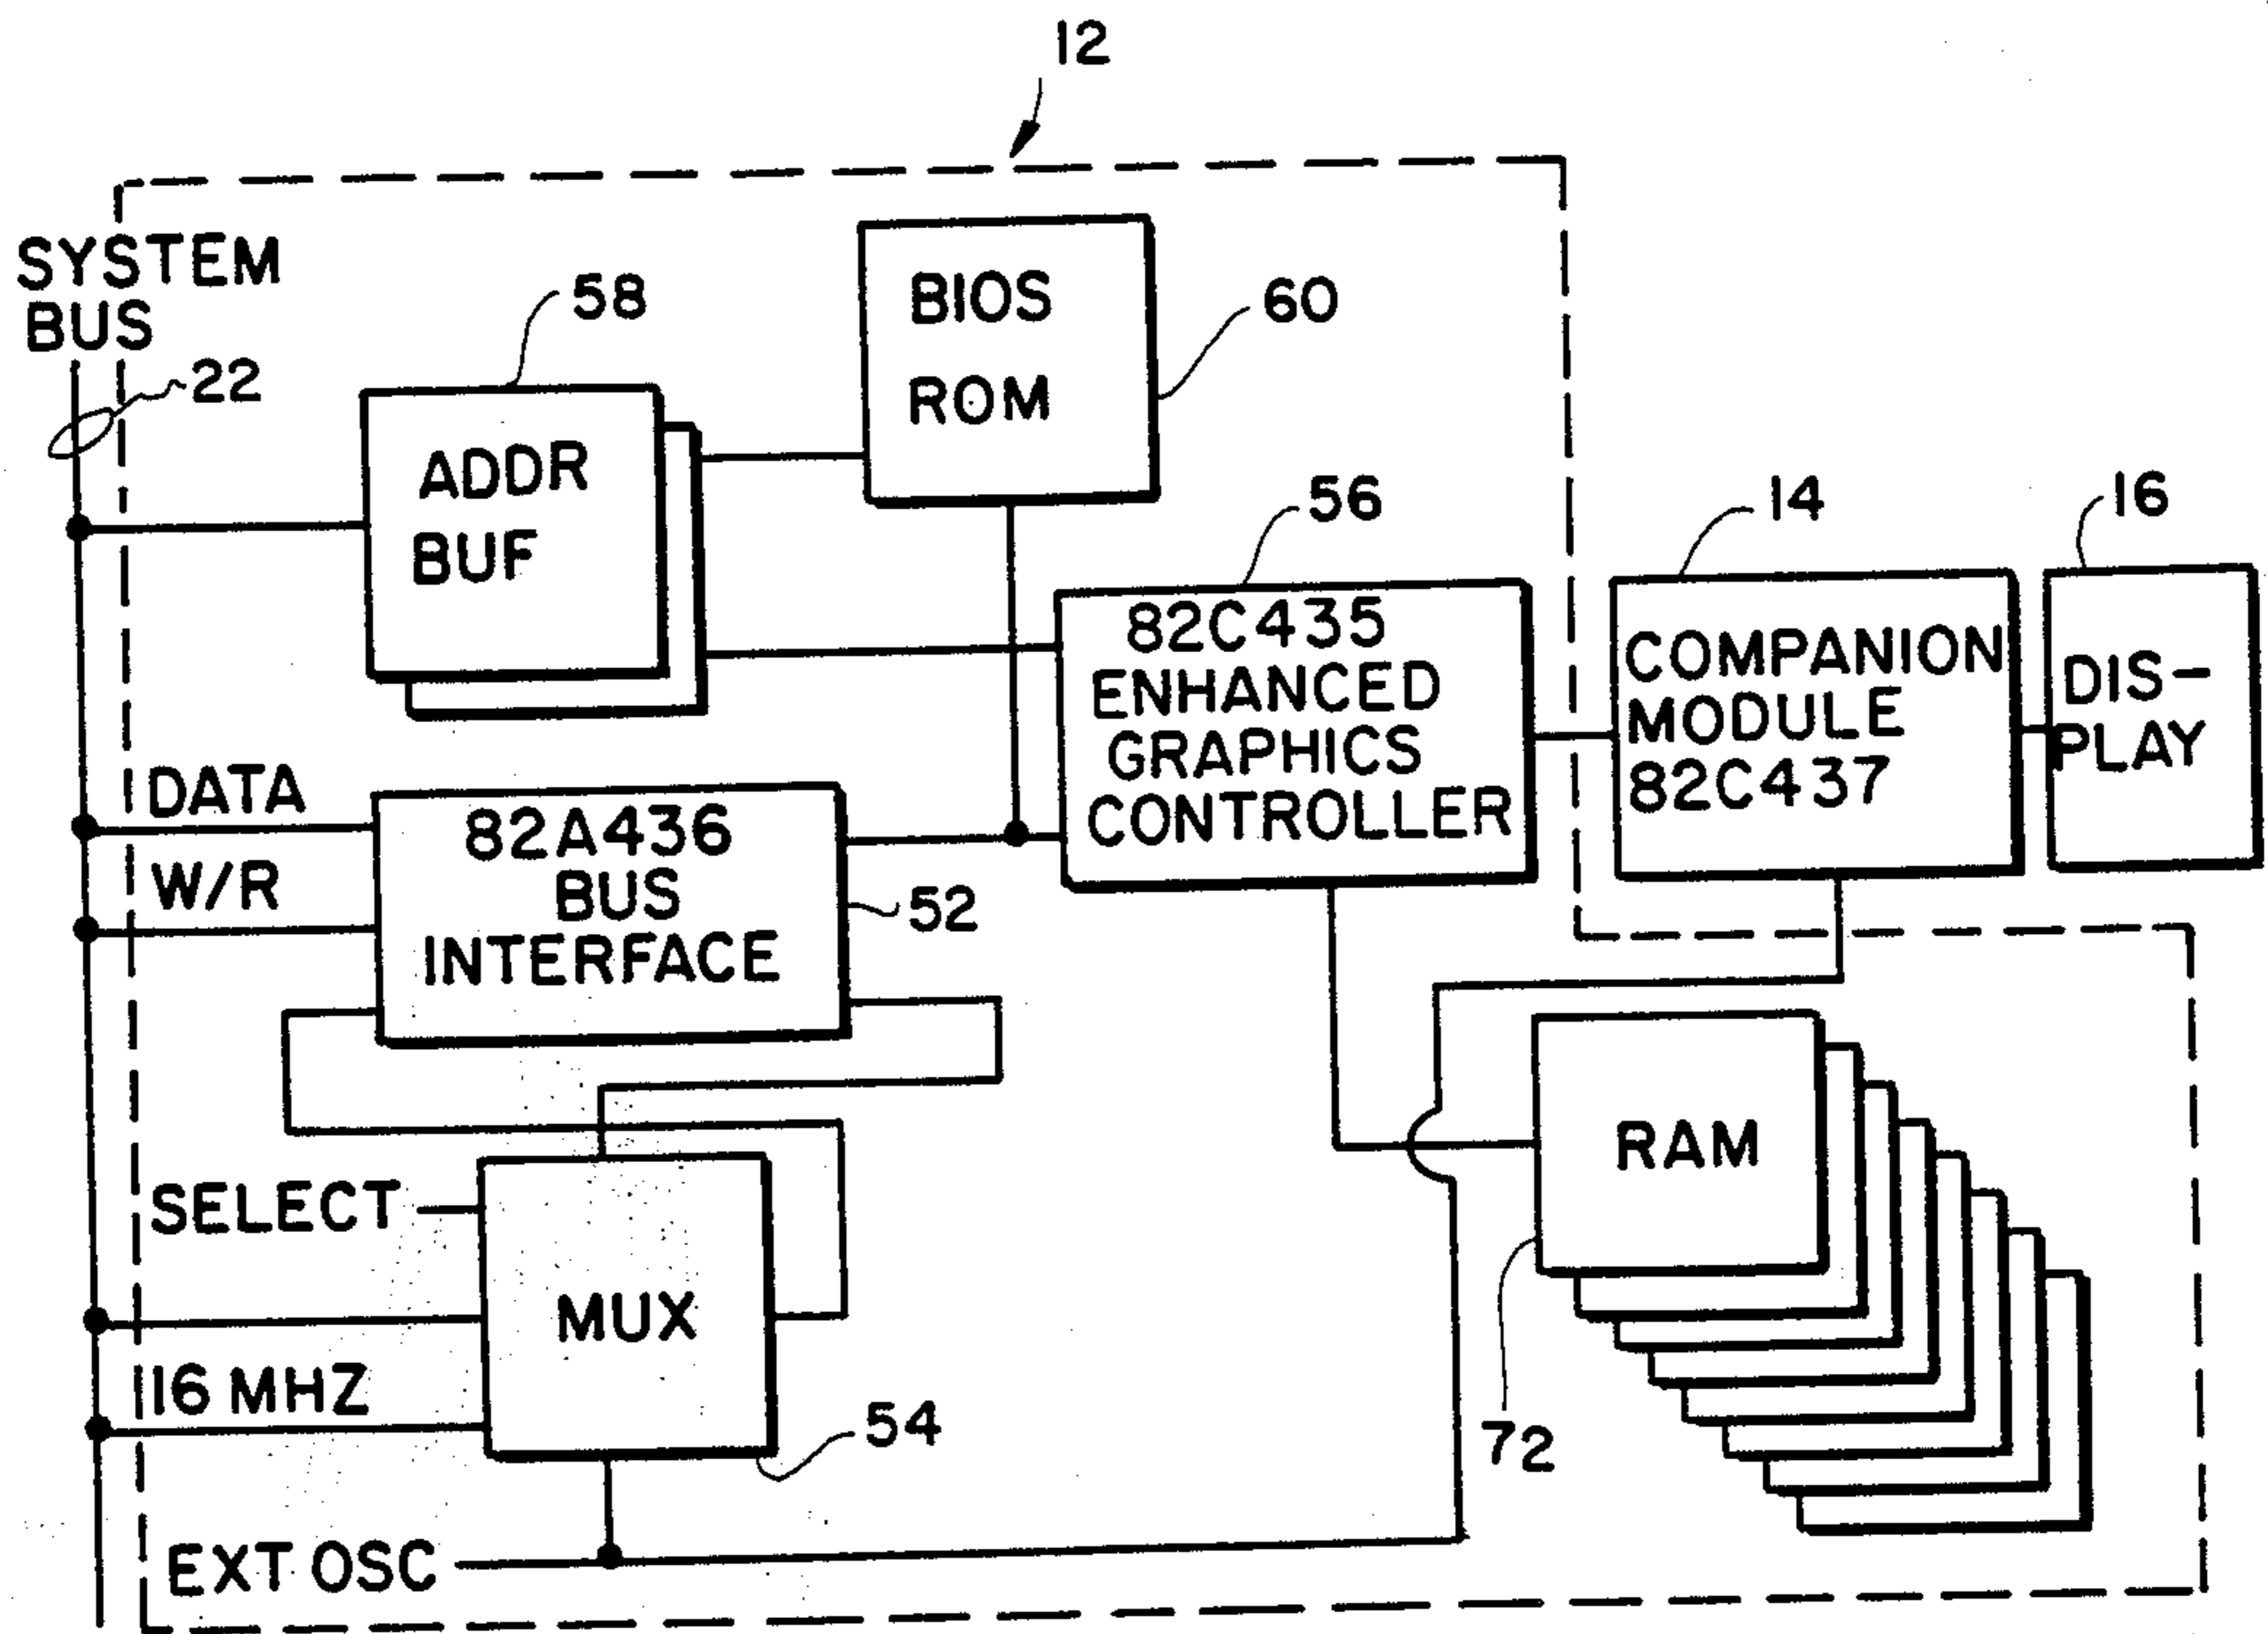 12
SYSTEM
BUS
22
58
ADDR
BUF
BIOS
ROM
60
56
82C435
ENHANCED
GRAPHICS
CONTROLLER
14
COMPANION
MODULE
82C437
16
DIS-
PLAY
DATA
W/R
82A436
BUS
INTERFACE
52
SELECT
MUX
16 MHZ
54
EXT OSC
RAM
72